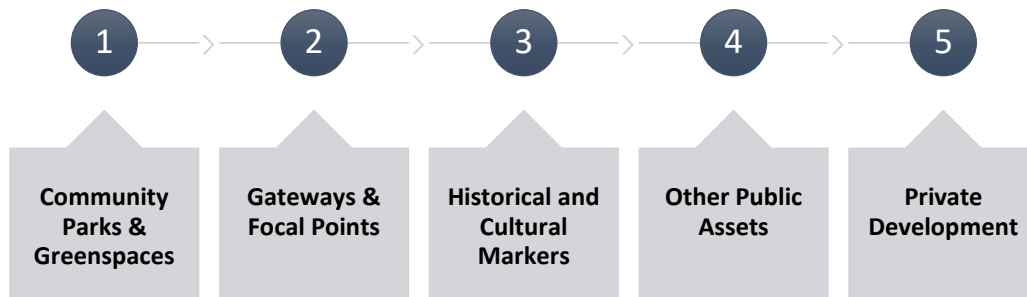 1
2
3
4
5
Community
Parks &
Greenspaces
Gateways &
Focal Points
Historical and
Cultural
Markers
Other Public
Assets
Private
Development